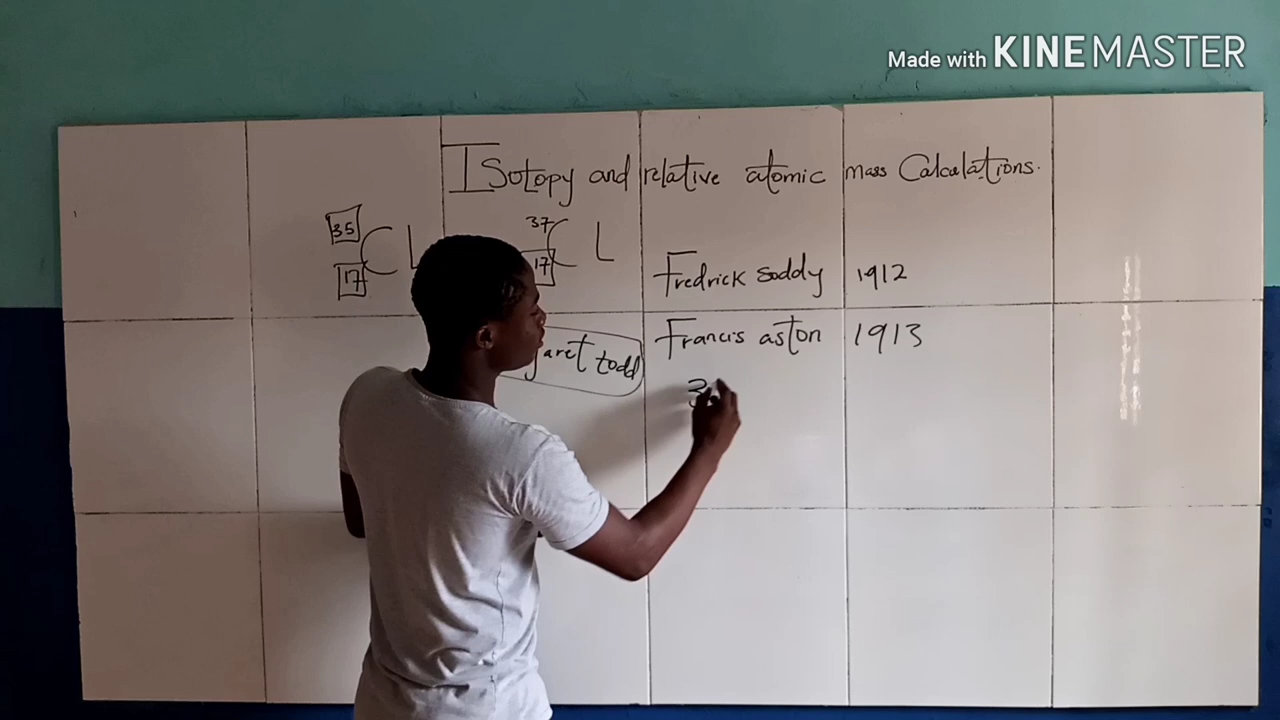 Made with KINEMASTER
Isotopy and relative atomic mass Calculations.
35 37
CL CL
17 17
Fredrick soddy 1912
Francis aston 1913
todd
3